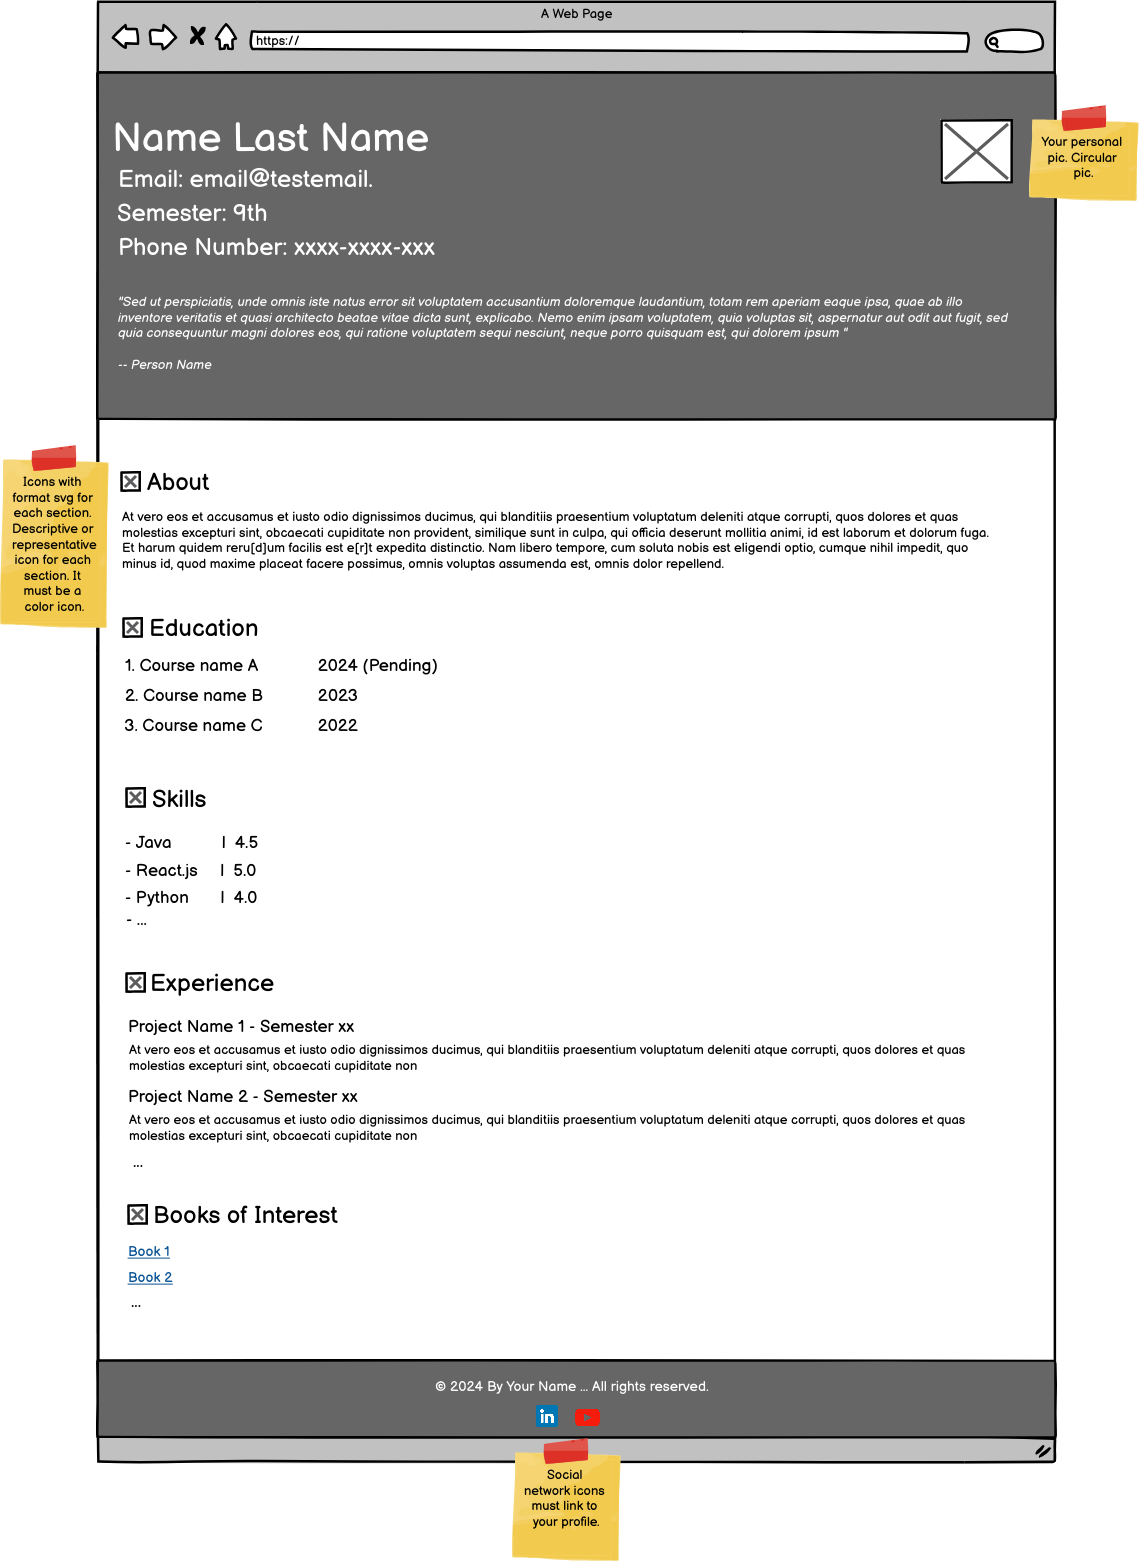 A Web Page
https://
Name Last Name
Email: email@testemail.
Semester: 9th
Phone Number: xxxx-xxxx-xxx
Your personal
pic. Circular
pic.
"Sed ut perspiciatis, unde omnis iste natus error sit voluptatem accusantium doloremque laudantium, totam rem aperiam eaque ipsa, quae ab illo
inventore veritatis et quasi architecto beatae vitae dicta sunt, explicabo. Nemo enim ipsam voluptatem, quia voluptas sit, aspernatur aut odit aut fugit, sed
quia consequuntur magni dolores eos, qui ratione voluptatem sequi nesciunt, neque porro quisquam est, qui dolorem ipsum "
-- Person Name
Icons with
format svg for
each section.
Descriptive or
representative
icon for each
section. It
must be a
color icon.
About
At vero eos et accusamus et iusto odio dignissimos ducimus, qui blanditiis praesentium voluptatum deleniti atque corrupti, quos dolores et quas
molestias excepturi sint, obcaecati cupiditate non provident, similique sunt in culpa, qui officia deserunt mollitia animi, id est laborum et dolorum fuga.
Et harum quidem reru[d]um facilis est e[r]t expedita distinctio. Nam libero tempore, cum soluta nobis est eligendi optio, cumque nihil impedit, quo
minus id, quod maxime placeat facere possimus, omnis voluptas assumenda est, omnis dolor repellend.
Education
1. Course name A 2024 (Pending)
2. Course name B 2023
3. Course name C 2022
Skills
- Java | 4.5
- React.js | 5.0
- Python | 4.0
- ...
Experience
Project Name 1 - Semester xx
At vero eos et accusamus et iusto odio dignissimos ducimus, qui blanditiis praesentium voluptatum deleniti atque corrupti, quos dolores et quas
molestias excepturi sint, obcaecati cupiditate non
Project Name 2 - Semester xx
At vero eos et accusamus et iusto odio dignissimos ducimus, qui blanditiis praesentium voluptatum deleniti atque corrupti, quos dolores et quas
molestias excepturi sint, obcaecati cupiditate non
...
Books of Interest
Book 1
Book 2
...
© 2024 By Your Name ... All rights reserved.
in
Social
network icons
must link to
your profile.